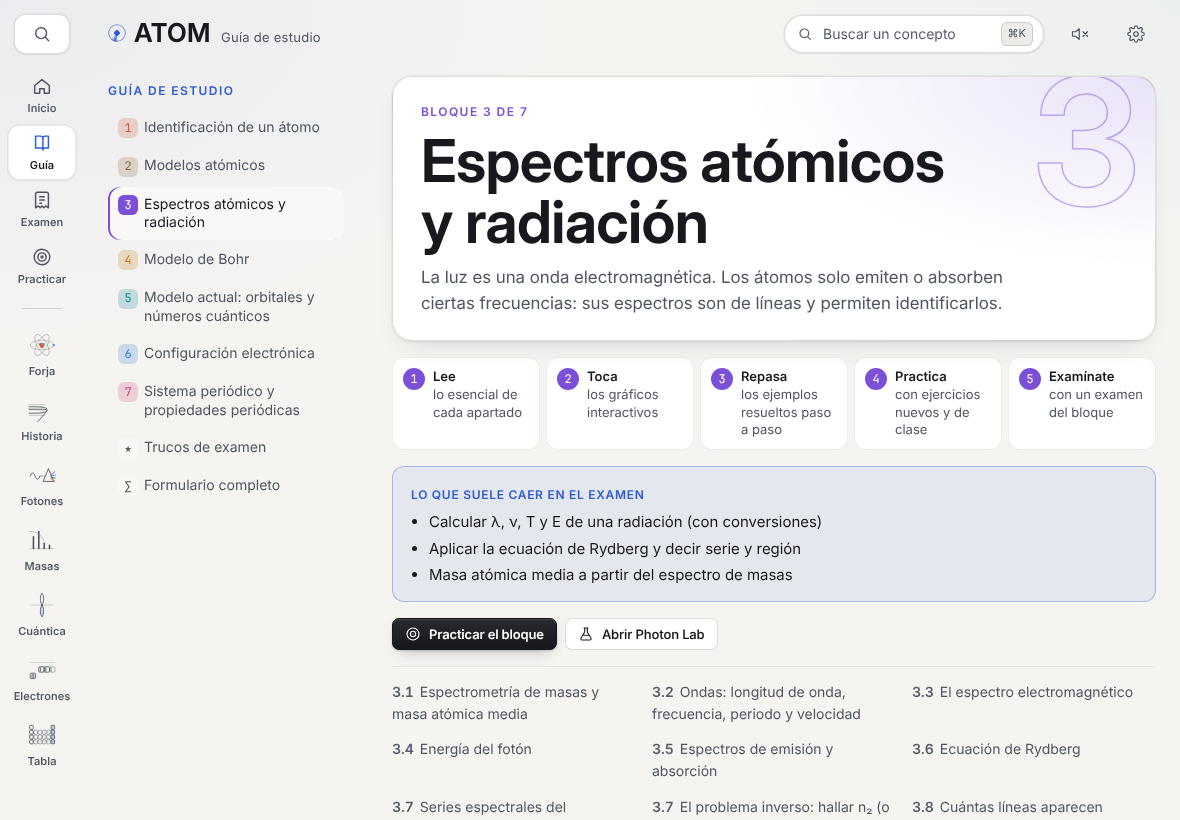 ATOM Guía de estudio
Buscar un concepto
⌘K
Inicio
Guía
Examen
Practicar
Forja
Historia
Fotones
Masas
Cuántica
Electrones
Tabla
GUÍA DE ESTUDIO
1 Identificación de un átomo
2 Modelos atómicos
3 Espectros atómicos y
radiación
4 Modelo de Bohr
5 Modelo actual: orbitales y
números cuánticos
6 Configuración electrónica
7 Sistema periódico y
propiedades periódicas
★ Trucos de examen
∑ Formulario completo
BLOQUE 3 DE 7
3
Espectros atómicos
y radiación
La luz es una onda electromagnética. Los átomos solo emiten o absorben
ciertas frecuencias: sus espectros son de líneas y permiten identificarlos.
1 Lee
lo esencial de
cada apartado
2 Toca
los gráficos
interactivos
3 Repasa
los ejemplos
resueltos paso
a paso
4 Practica
con ejercicios
nuevos y de
clase
5 Examínate
con un examen
del bloque
LO QUE SUELE CAER EN EL EXAMEN
• Calcular λ, ν, T y E de una radiación (con conversiones)
• Aplicar la ecuación de Rydberg y decir serie y región
• Masa atómica media a partir del espectro de masas
Practicar el bloque
Abrir Photon Lab
3.1 Espectrometría de masas y
masa atómica media
3.2 Ondas: longitud de onda,
frecuencia, periodo y velocidad
3.3 El espectro electromagnético
3.4 Energía del fotón
3.5 Espectros de emisión y
absorción
3.6 Ecuación de Rydberg
3.7 Series espectrales del
3.7 El problema inverso: hallar n₂ (o
3.8 Cuántas líneas aparecen